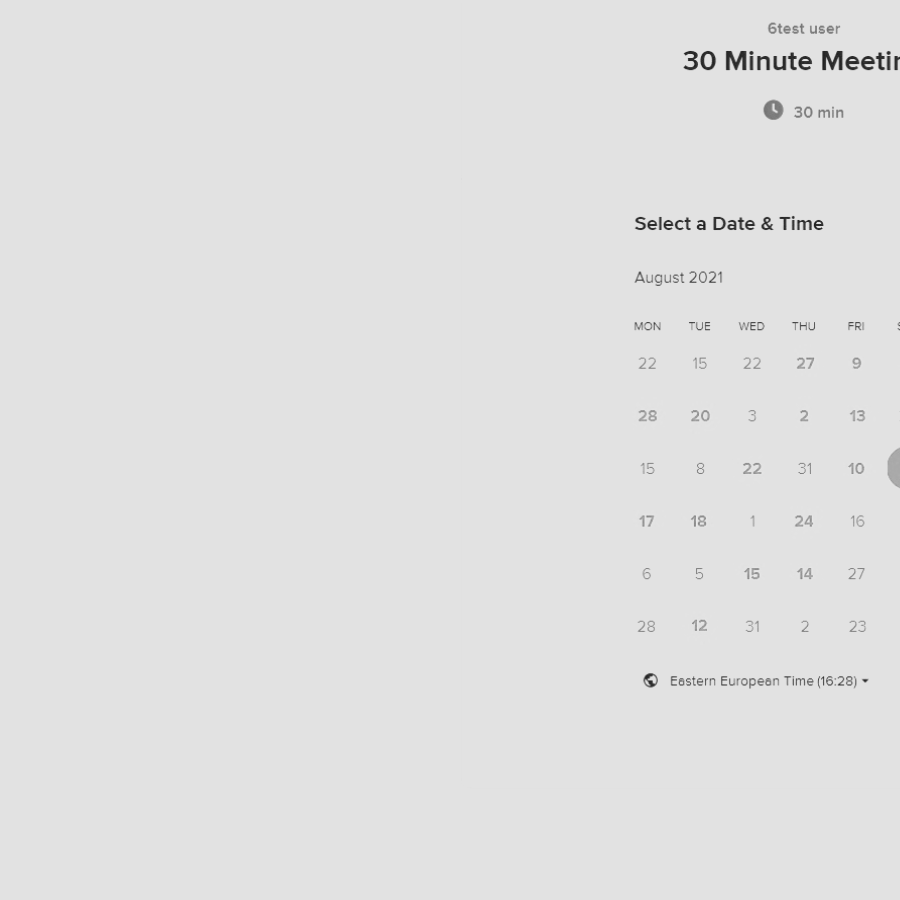 6test user
30 Minute Meetin
30 min
Select a Date & Time
August 2021
MON TUE WED THU FRI
22 15 22 27 9
28 20 3 2 13
15 8 22 31 10
17 18 1 24 16
6 5 15 14 27
28 12 31 2 23
Eastern European Time (16:28)